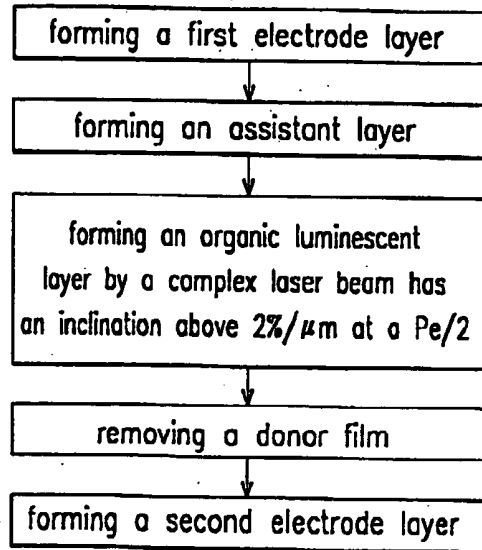 forming a first electrode layer
forming an assistant layer
forming an organic luminescent
layer by a complex laser beam has
an inclination above 2%/μm at a Pe/2
removing a donor film
forming a second electrode layer